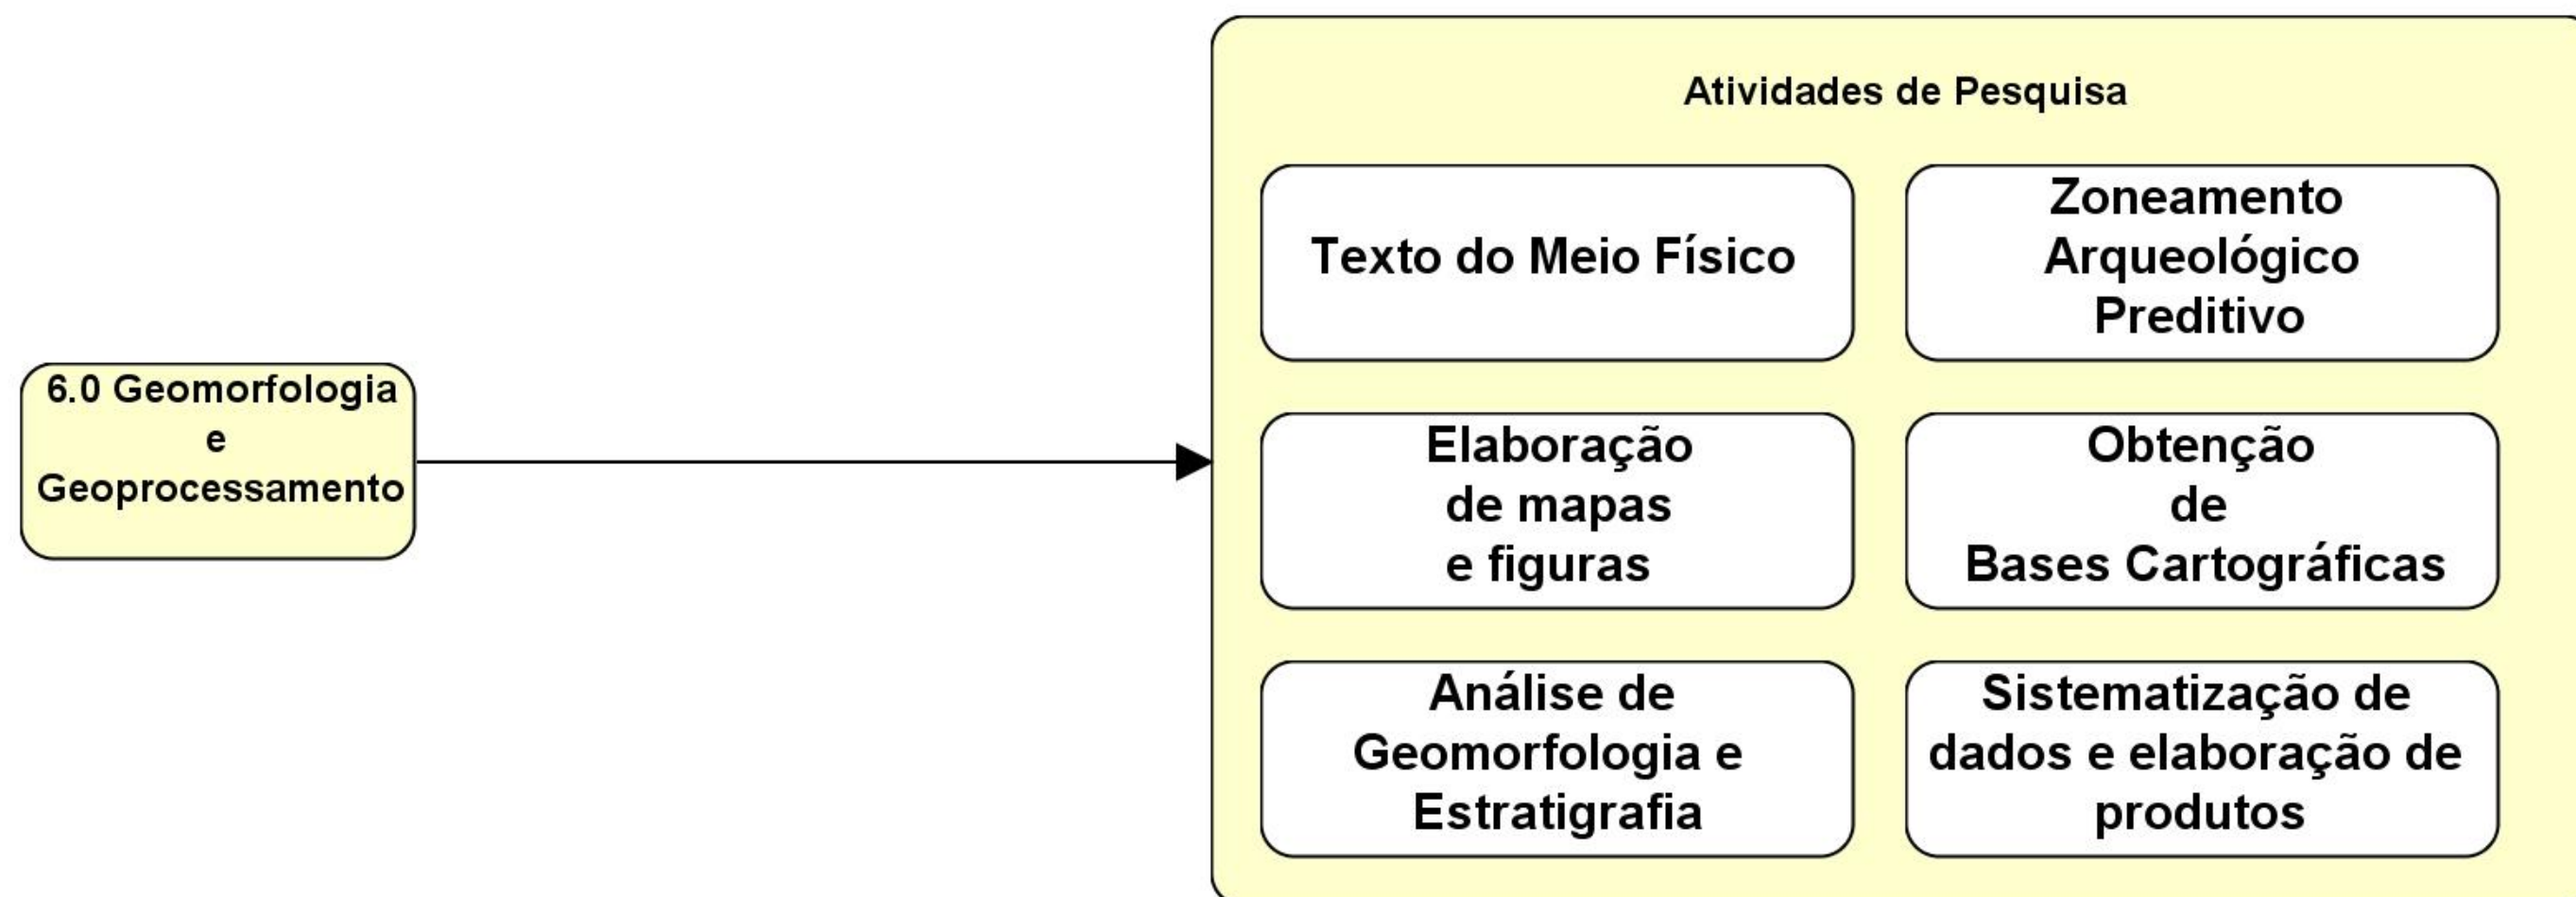 6.0 Geomorfologia
e
Geoprocessamento
Atividades de Pesquisa
Texto do Meio Físico
Zoneamento
Arqueológico
Preditivo
Elaboração
de mapas
e figuras
Obtenção
de
Bases Cartográficas
Análise de
Geomorfologia e
Estratigrafia
Sistematização de
dados e elaboração de
produtos